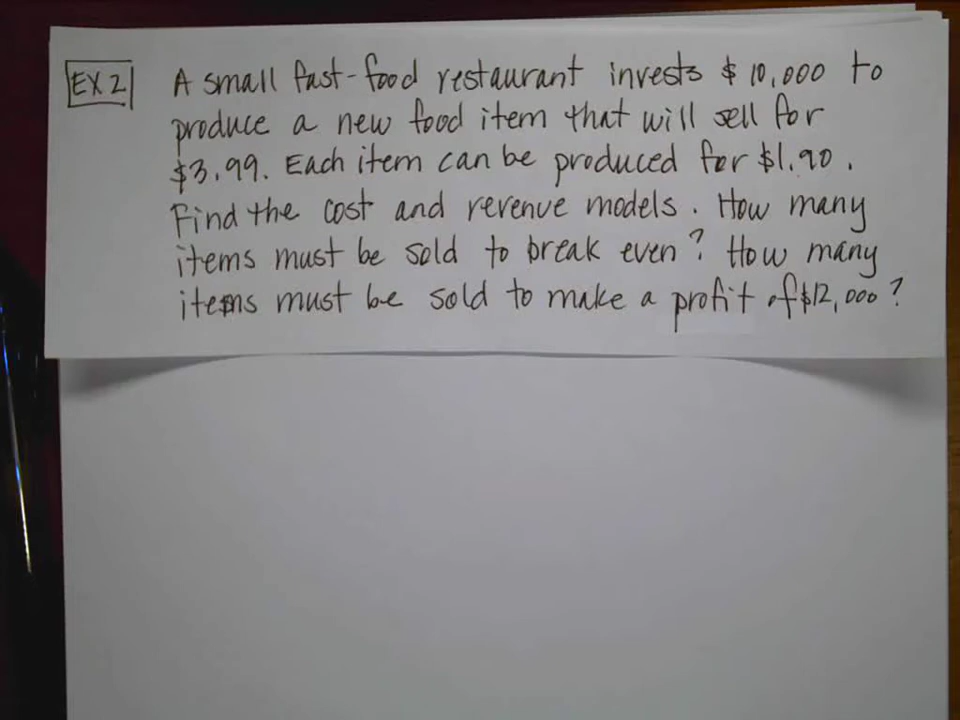 EX 2 A small fast-food restaurant invests $10,000 to
produce a new food item that will sell for
$3.99. Each item can be produced for $1.90.
Find the cost and revenue models. How many
items must be sold to break even? How many
items must be sold to make a profit of $12,000?